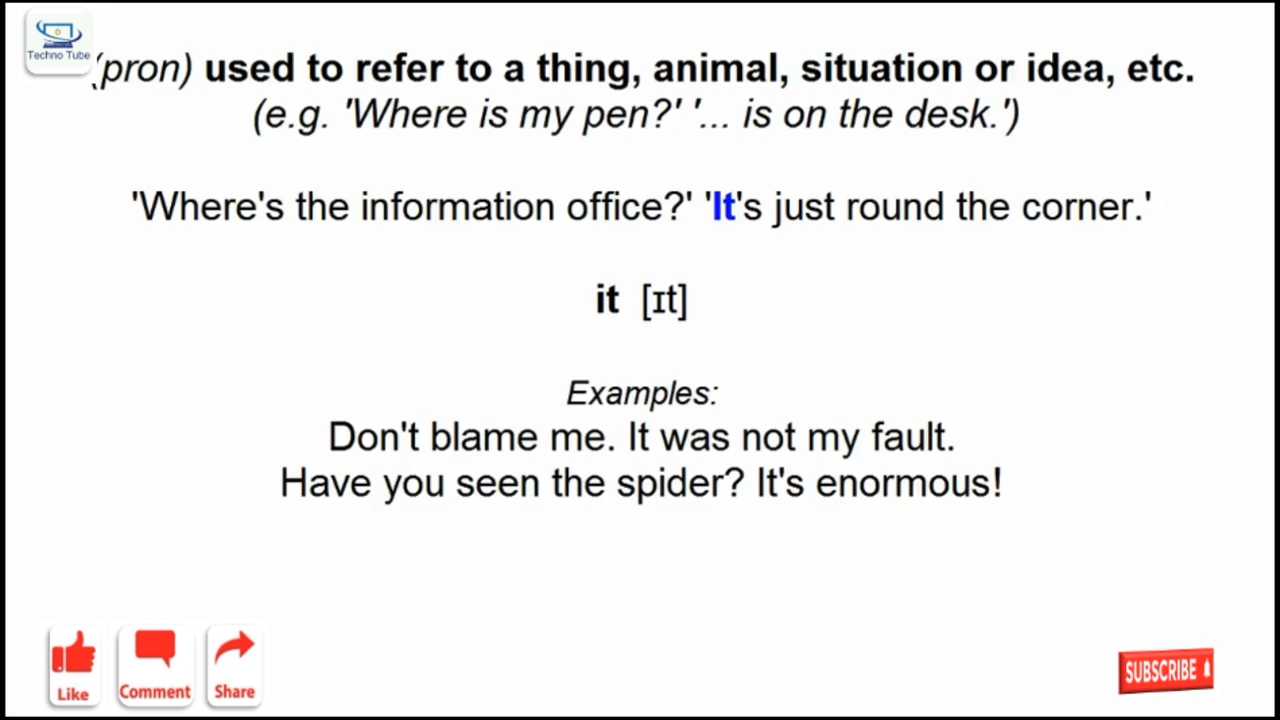 Techno Tube
(pron) used to refer to a thing, animal, situation or idea, etc.
(e.g. 'Where is my pen?' '... is on the desk.')
'Where's the information office?' 'It's just round the corner.'
it [ɪt]
Examples:
Don't blame me. It was not my fault.
Have you seen the spider? It's enormous!
Like Comment Share
SUBSCRIBE